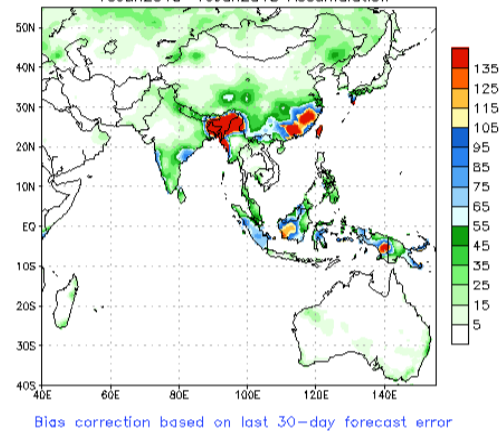 Accumulation
50N
40N
30N
20N
10N
EQ
10S
20S
30S
40S
40E
60E
80E
100E
120E
140E
135
125
115
105
95
85
75
65
55
45
35
25
15
5
Bias correction based on last 30-day forecast error